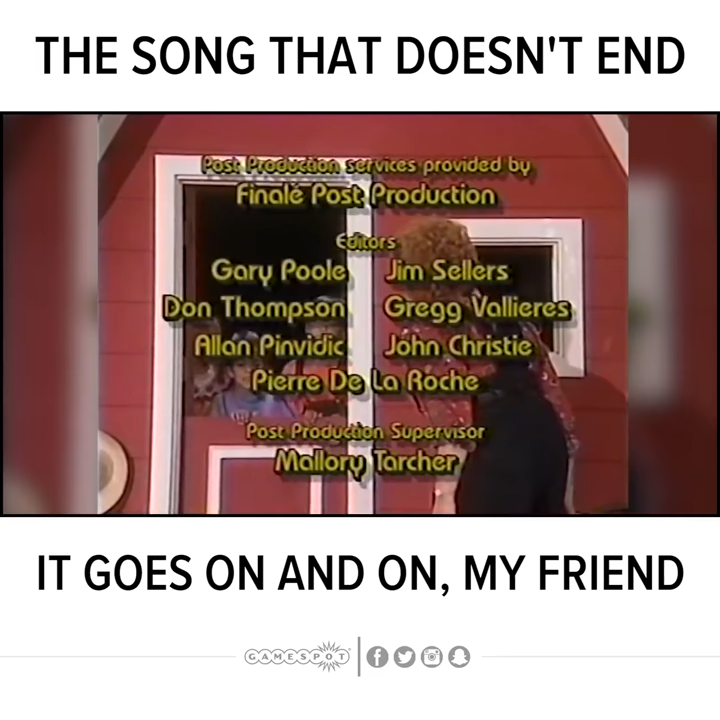 THE SONG THAT DOESN'T END
Post Production services provided by
Finalé Post Production
Editors
Gary Poole Jim Sellers
Don Thompson Gregg Vallieres
Allan Pinvidic John Christie
Pierre De La Roche
Post Production Supervisor
Mallory Tarcher
IT GOES ON AND ON, MY FRIEND
GAMESPOT